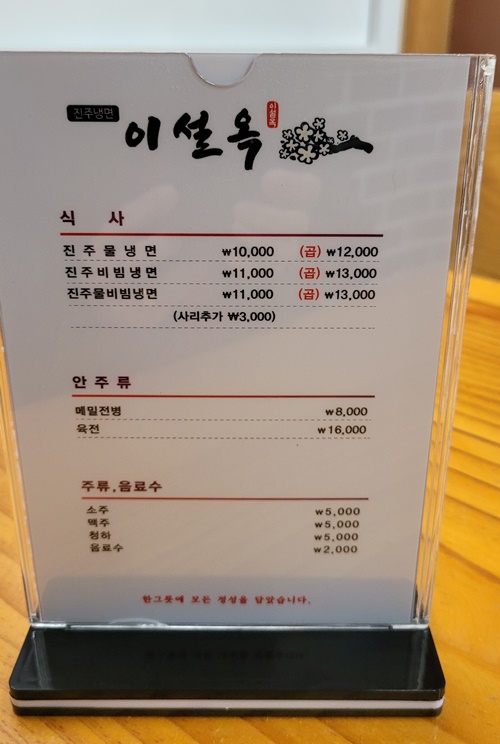 진주냉면
이설옥
이설옥
식 사
진 주 물 냉 면 ₩10,000 (곱) ₩12,000
진주비빔냉면 ₩11,000 (곱) ₩13,000
진주물비빔냉면 ₩11,000 (곱) ₩13,000
(사리추가 ₩3,000)
안 주 류
메밀전병 ₩8,000
육전 ₩16,000
주류,음료수
소주 ₩5,000
맥주 ₩5,000
청하 ₩5,000
음료수 ₩2,000
한그릇에 모든 정성을 담았습니다.